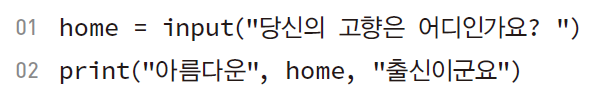 01 home = input("당신의 고향은 어디인가요? ")
02 print("아름다운", home, "출신이군요")